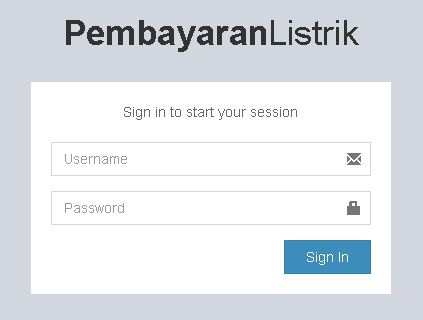 PembayaranListrik
Sign in to start your session
Username
Password
Sign In